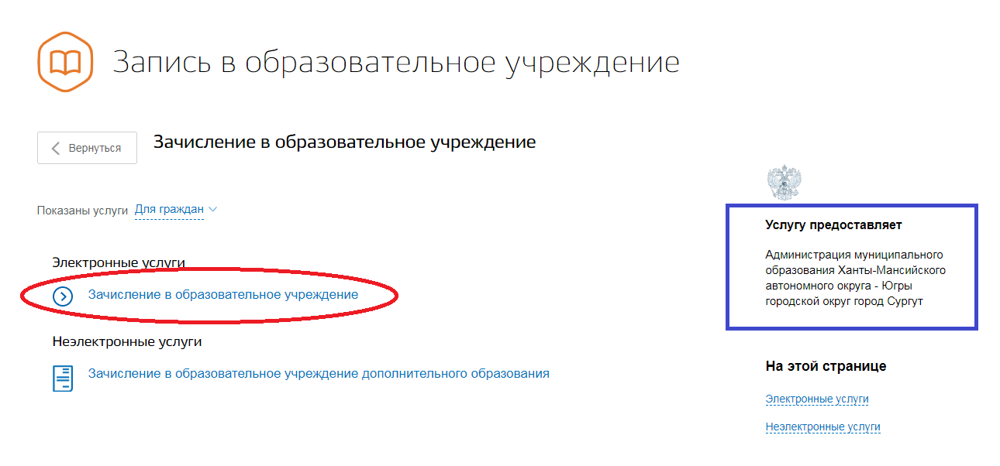 Запись в образовательное учреждение
Вернуться
Зачисление в образовательное учреждение
Показаны услуги Для граждан
Электронные услуги
Зачисление в образовательное учреждение
Неэлектронные услуги
Зачисление в образовательное учреждение дополнительного образования
Услугу предоставляет
Администрация муниципального
образования Ханты-Мансийского
автономного округа - Югры
городской округ город Сургут
На этой странице
Электронные услуги
Неэлектронные услуги